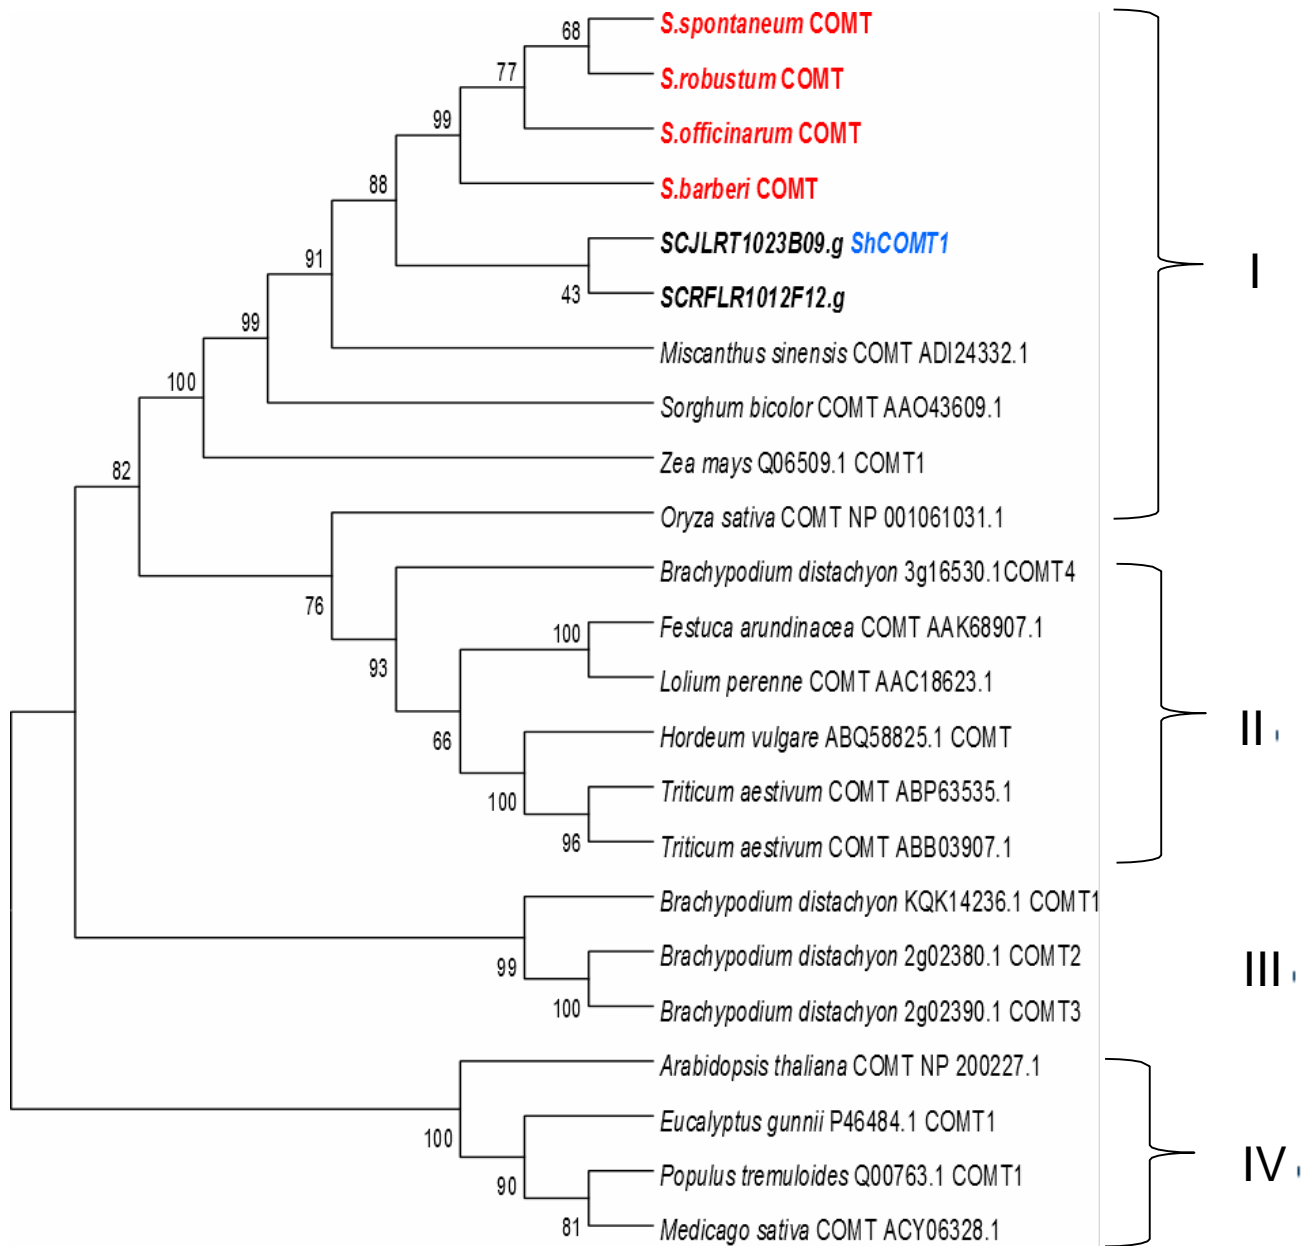 S.spontaneum COMT
68
77
S.robustum COMT
99
S.officinarum COMT
88
S.barberi COMT
SCJLRT1023B09.g ShCOMT1
91
I
43
SCRFLR1012F12.g
99
Miscanthus sinensis COMT ADI24332.1
100
Sorghum bicolor COMT AAO43609.1
Zea mays Q06509.1 COMT1
82
Oryza sativa COMT NP 001061031.1
Brachypodium distachyon 3g16530.1COMT4
76
100
Festuca arundinacea COMT AAK68907.1
93
Lolium perenne COMT AAC18623.1
66
Hordeum vulgare ABQ58825.1 COMT
II
100
Triticum aestivum COMT ABP63535.1
96
Triticum aestivum COMT ABB03907.1
Brachypodium distachyon KQK14236.1 COMT1
99
Brachypodium distachyon 2g02380.1 COMT2
III
100
Brachypodium distachyon 2g02390.1 COMT3
Arabidopsis thaliana COMT NP 200227.1
100
Eucalyptus gunnii P46484.1 COMT1
90
Populus tremuloides Q00763.1 COMT1
IV
81
Medicago sativa COMT ACY06328.1